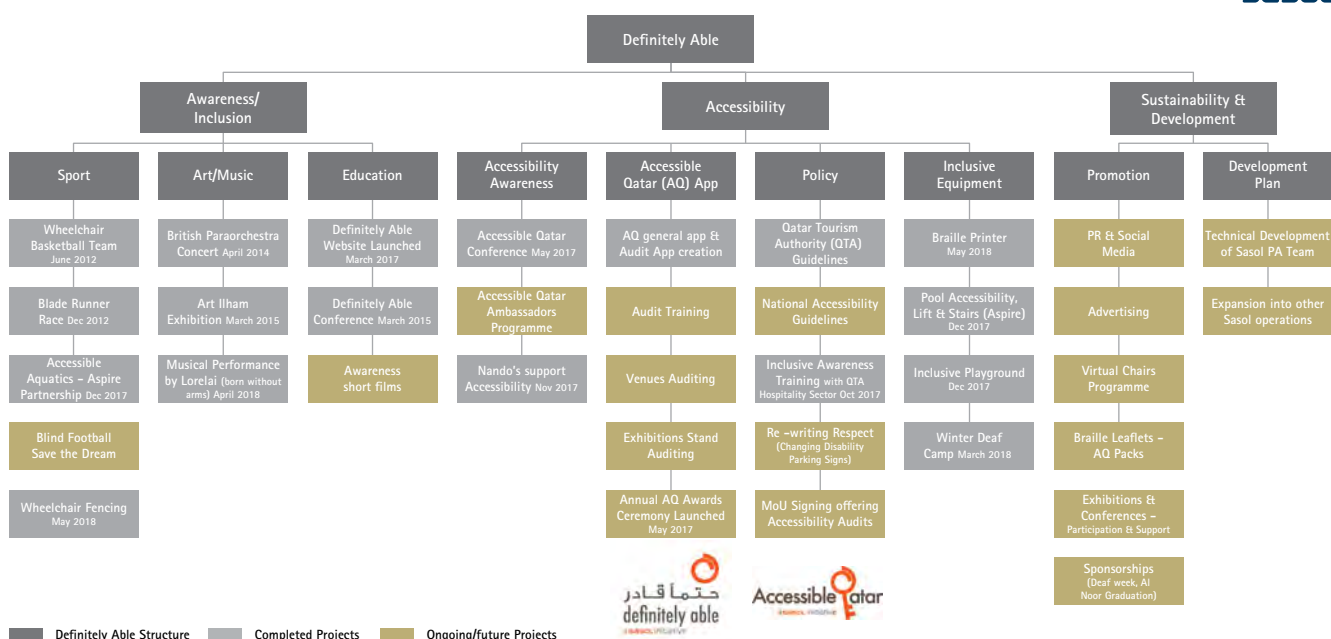 Definitely Able
Awareness/
Inclusion
Accessibility
Sustainability &
Development
Sport
Art/Music
Education
Accessibility
Awareness
Accessible
Qatar (AQ) App
Policy
Inclusive
Equipment
Promotion
Development
Plan
Wheelchair
Basketball Team
June 2012
Blade Runner
Race Dec 2012
Accessible
Aquatics – Aspire
Partnership Dec 2017
Blind Football
Save the Dream
Wheelchair Fencing
May 2018
British Paraorchestra
Concert April 2014
Art Ilham
Exhibition March 2015
Musical Performance
by Lorelai (born without
arms) April 2018
Definitely Able
Website Launched
March 2017
Definitely Able
Conference March 2015
Awareness
short films
Accessible Qatar
Conference May 2017
Accessible Qatar
Ambassadors
Programme
Nando's support
Accessibility Nov 2017
AQ general app &
Audit App creation
Audit Training
Venues Auditing
Exhibitions Stand
Auditing
Annual AQ Awards
Ceremony Launched
May 2017
Qatar Tourism
Authority (QTA)
Guidelines
National Accessibility
Guidelines
Inclusive Awareness
Training with QTA
Hospitality Sector Oct 2017
Re -writing Respect
(Changing Disability
Parking Signs)
MoU Signing offering
Accessibility Audits
Braille Printer
May 2018
Pool Accessibility,
Lift & Stairs (Aspire)
Dec 2017
Inclusive Playground
Dec 2017
Winter Deaf
Camp March 2018
PR & Social
Media
Advertising
Virtual Chairs
Programme
Braille Leaflets –
AQ Packs
Exhibitions &
Conferences –
Participation & Support
Sponsorships
(Deaf week, Al
Noor Graduation)
Technical Development
of Sasol PA Team
Expansion into other
Sasol operations
حتماً قادر
definitely able
Accessible Qatar
Definitely Able Structure
Completed Projects
Ongoing/future Projects